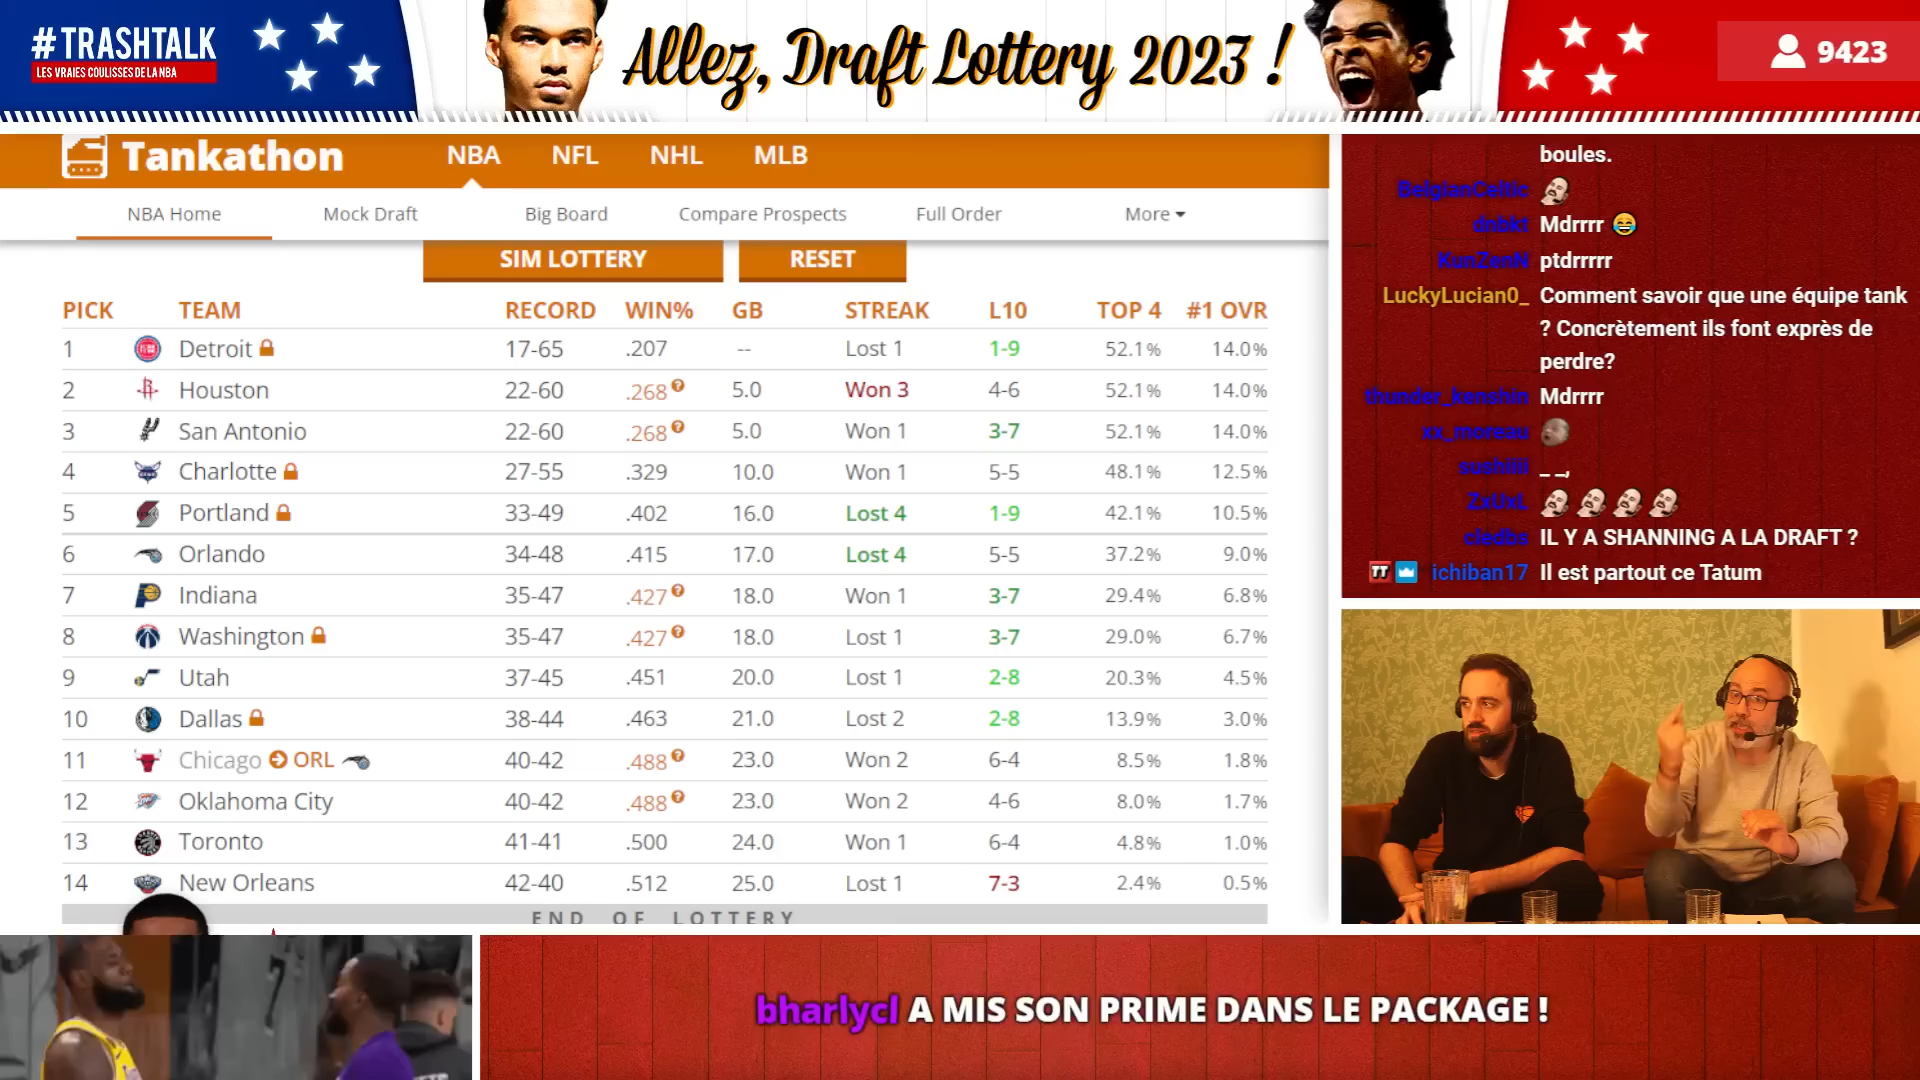 #TRASHTALK
LES VRAIES COULISSES DE LA NBA
Allez, Draft Lottery 2023 !
9423
Tankathon
NBA NFL NHL MLB
NBA Home Mock Draft Big Board Compare Prospects Full Order More
SIM LOTTERY RESET
PICK TEAM RECORD WIN% GB STREAK L10 TOP 4 #1 OVR
1 Detroit 17-65 .207 -- Lost 1 1-9 52.1% 14.0%
2 Houston 22-60 .268 ? 5.0 Won 3 4-6 52.1% 14.0%
3 San Antonio 22-60 .268 ? 5.0 Won 1 3-7 52.1% 14.0%
4 Charlotte 27-55 .329 10.0 Won 1 5-5 48.1% 12.5%
5 Portland 33-49 .402 16.0 Lost 4 1-9 42.1% 10.5%
6 Orlando 34-48 .415 17.0 Lost 4 5-5 37.2% 9.0%
7 Indiana 35-47 .427 ? 18.0 Won 1 3-7 29.4% 6.8%
8 Washington 35-47 .427 ? 18.0 Lost 1 3-7 29.0% 6.7%
9 Utah 37-45 .451 20.0 Lost 1 2-8 20.3% 4.5%
10 Dallas 38-44 .463 21.0 Lost 2 2-8 13.9% 3.0%
11 Chicago ORL 40-42 .488 ? 23.0 Won 2 6-4 8.5% 1.8%
12 Oklahoma City 40-42 .488 ? 23.0 Won 2 4-6 8.0% 1.7%
13 Toronto 41-41 .500 24.0 Won 1 6-4 4.8% 1.0%
14 New Orleans 42-40 .512 25.0 Lost 1 7-3 2.4% 0.5%
END OF LOTTERY
boules.
BelgianCeltic
dnbkt Mdrrrr
KunZenN ptdrrrrr
LuckyLucian0_ Comment savoir que une équipe tank
? Concrètement ils font exprès de
perdre?
thunder_kenshin Mdrrrr
xx_moreau
sushiiii _ _,
ZxUxL
cledbs IL Y A SHANNING A LA DRAFT ?
TT ichiban17 Il est partout ce Tatum
bharlycl A MIS SON PRIME DANS LE PACKAGE !